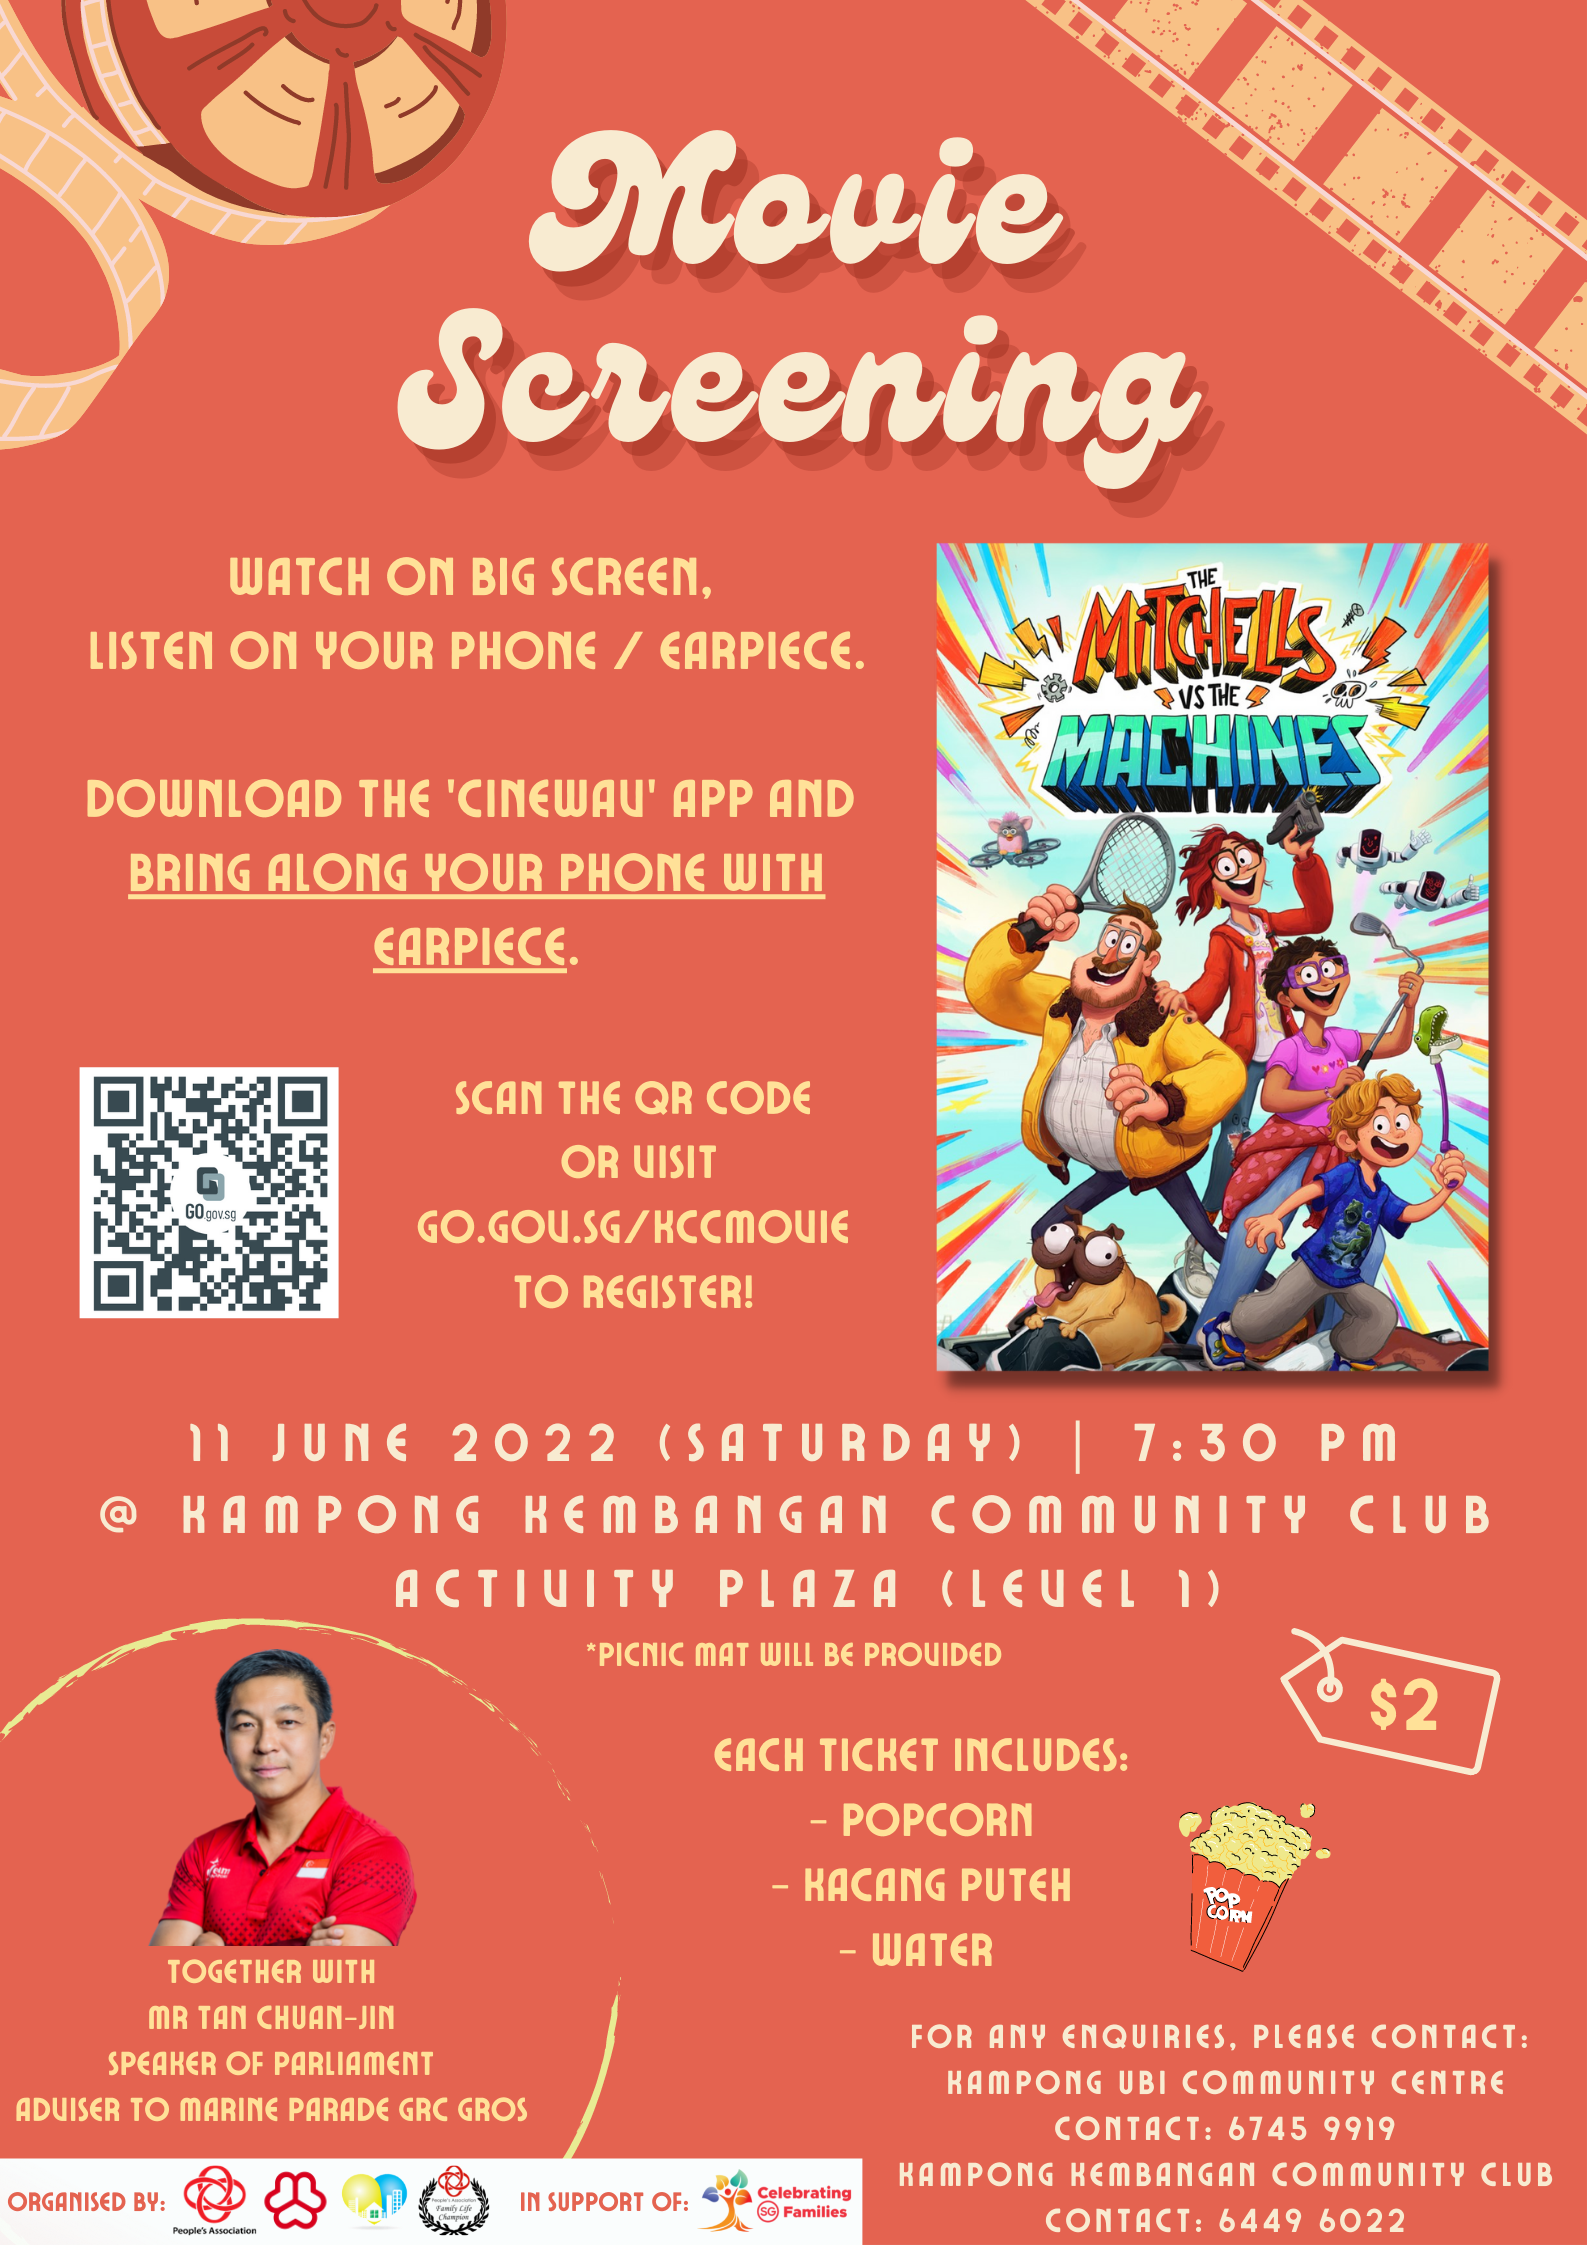 Movie
Screening
WATCH ON BIG SCREEN,
LISTEN ON YOUR PHONE / EARPIECE.
DOWNLOAD THE 'CINEWAV' APP AND
BRING ALONG YOUR PHONE WITH
EARPIECE.
THE
MITCHELLS
VS THE
MACHINES
GO.gov.sg
SCAN THE QR CODE
OR VISIT
GO.GOV.SG/KCCMOVIE
TO REGISTER!
11 JUNE 2022 (SATURDAY) | 7:30 PM
@ KAMPONG KEMBANGAN COMMUNITY CLUB
ACTIVITY PLAZA (LEVEL 1)
*PICNIC MAT WILL BE PROVIDED
$2
EACH TICKET INCLUDES:
- POPCORN
- KACANG PUTEH
- WATER
POP
CORN
TOGETHER WITH
MR TAN CHUAN-JIN
SPEAKER OF PARLIAMENT
ADVISER TO MARINE PARADE GRC GROS
FOR ANY ENQUIRIES, PLEASE CONTACT:
KAMPONG UBI COMMUNITY CENTRE
CONTACT: 6745 9919
KAMPONG KEMBANGAN COMMUNITY CLUB
CONTACT: 6449 6022
ORGANISED BY:
People's Association
People's Association
Family Life
Champion
IN SUPPORT OF:
Celebrating
SG Families